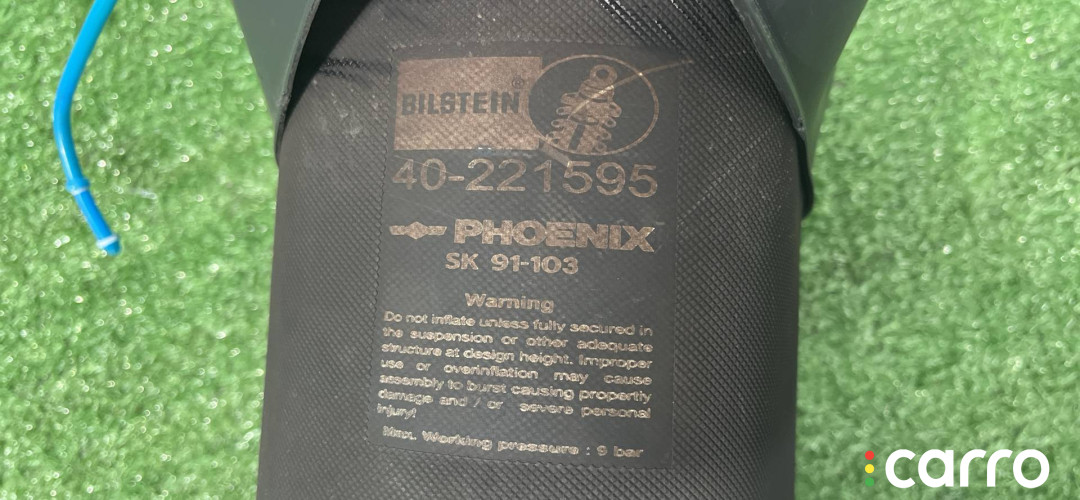 BILSTEIN®
40-221595
PHOENIX
SK 91-103
Warning
Do not inflate unless fully secured in
the suspension or other adequate
structure at design height. Improper
use or overinflation may cause
assembly to burst causing propertly
damage and / or severe personal
injury!
Max. Working pressure : 9 bar
carro